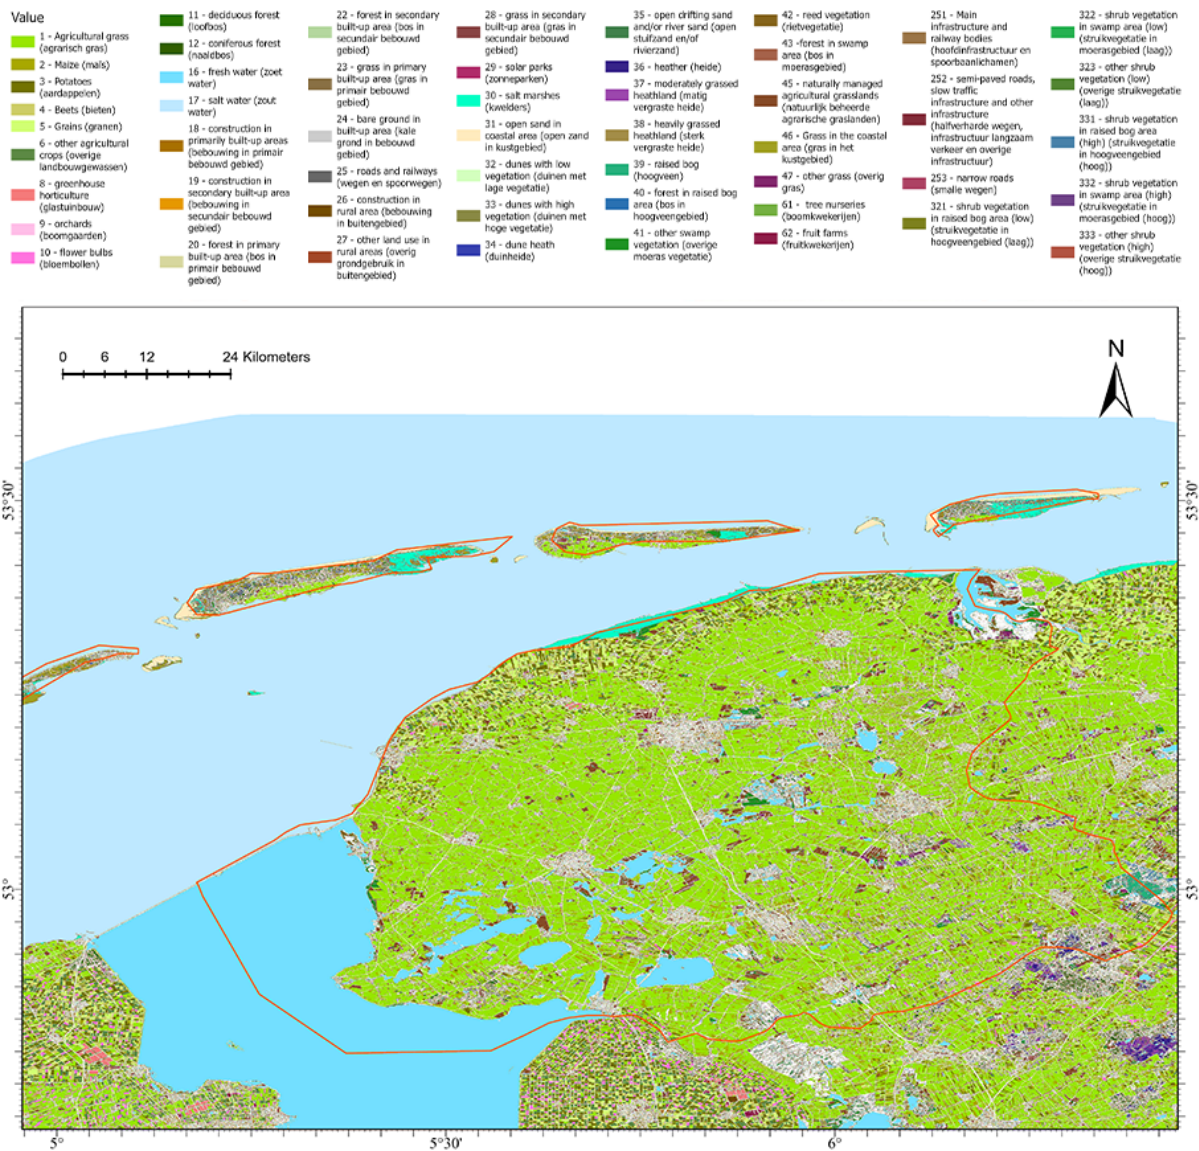 Value
1 - Agricultural grass
(agrarisch gras)
2 - Maize (maïs)
3 - Potatoes
(aardappelen)
4 - Beets (bieten)
5 - Grains (granen)
6 - other agricultural
crops (overige
landbouwgewassen)
8 - greenhouse
horticulture
(glastuinbouw)
9 - orchards
(boomgaarden)
10 - flower bulbs
(bloembollen)
11 - deciduous forest
(loofbos)
12 - coniferous forest
(naaldbos)
16 - fresh water (zoet
water)
17 - salt water (zout
water)
18 - construction in
primarily built-up areas
(bebouwing in primair
bebouwd gebied)
19 - construction in
secondary built-up area
(bebouwing in
secundair bebouwd
gebied)
20 - forest in primary
built-up area (bos in
primair bebouwd
gebied)
22 - forest in secondary
built-up area (bos in
secundair bebouwd
gebied)
23 - grass in primary
built-up area (gras in
primair bebouwd
gebied)
24 - bare ground in
built-up area (kale
grond in bebouwd
gebied)
25 - roads and railways
(wegen en spoorwegen)
26 - construction in
rural area (bebouwing
in buitengebied)
27 - other land use in
rural areas (overig
grondgebruik in
buitengebied)
28 - grass in secondary
built-up area (gras in
secundair bebouwd
gebied)
29 - solar parks
(zonneparken)
30 - salt marshes
(kwelders)
31 - open sand in
coastal area (open zand
in kustgebied)
32 - dunes with low
vegetation (duinen met
lage vegetatie)
33 - dunes with high
vegetation (duinen met
hoge vegetatie)
34 - dune heath
(duinheide)
35 - open drifting sand
and/or river sand (open
stuifzand en/of
rivierzand)
36 - heather (heide)
37 - moderately grassed
heathland (matig
vergraste heide)
38 - heavily grassed
heathland (sterk
vergraste heide)
39 - raised bog
(hoogveen)
40 - forest in raised bog
area (bos in
hoogveengebied)
41 - other swamp
vegetation (overige
moeras vegetatie)
42 - reed vegetation
(rietvegetatie)
43 -forest in swamp
area (bos in
moerasgebied)
45 - naturally managed
agricultural grasslands
(natuurlijk beheerde
agrarische graslanden)
46 - Grass in the coastal
area (gras in het
kustgebied)
47 - other grass (overig
gras)
61 - tree nurseries
(boomkwekerijen)
62 - fruit farms
(fruitkwekerijen)
251 - Main
infrastructure and
railway bodies
(hoofdinfrastructuur en
spoorbaanlichamen)
252 - semi-paved roads,
slow traffic
infrastructure and other
infrastructure
(halfverharde wegen,
infrastructuur langzaam
verkeer en overige
infrastructuur)
253 - narrow roads
(smalle wegen)
321 - shrub vegetation
in raised bog area (low)
(struikvegetatie in
hoogveengebied (laag))
322 - shrub vegetation
in swamp area (low)
(struikvegetatie in
moerasgebied (laag))
323 - other shrub
vegetation (low)
(overige struikvegetatie
(laag))
331 - shrub vegetation
in raised bog area
(high) (struikvegetatie
in hoogveengebied
(hoog))
332 - shrub vegetation
in swamp area (high)
(struikvegetatie in
moerasgebied (hoog))
333 - other shrub
vegetation (high)
(overige struikvegetatie
(hoog))
0 6 12 24 Kilometers
N
53°30'
53°30'
53°
53°
5°
5°30'
6°